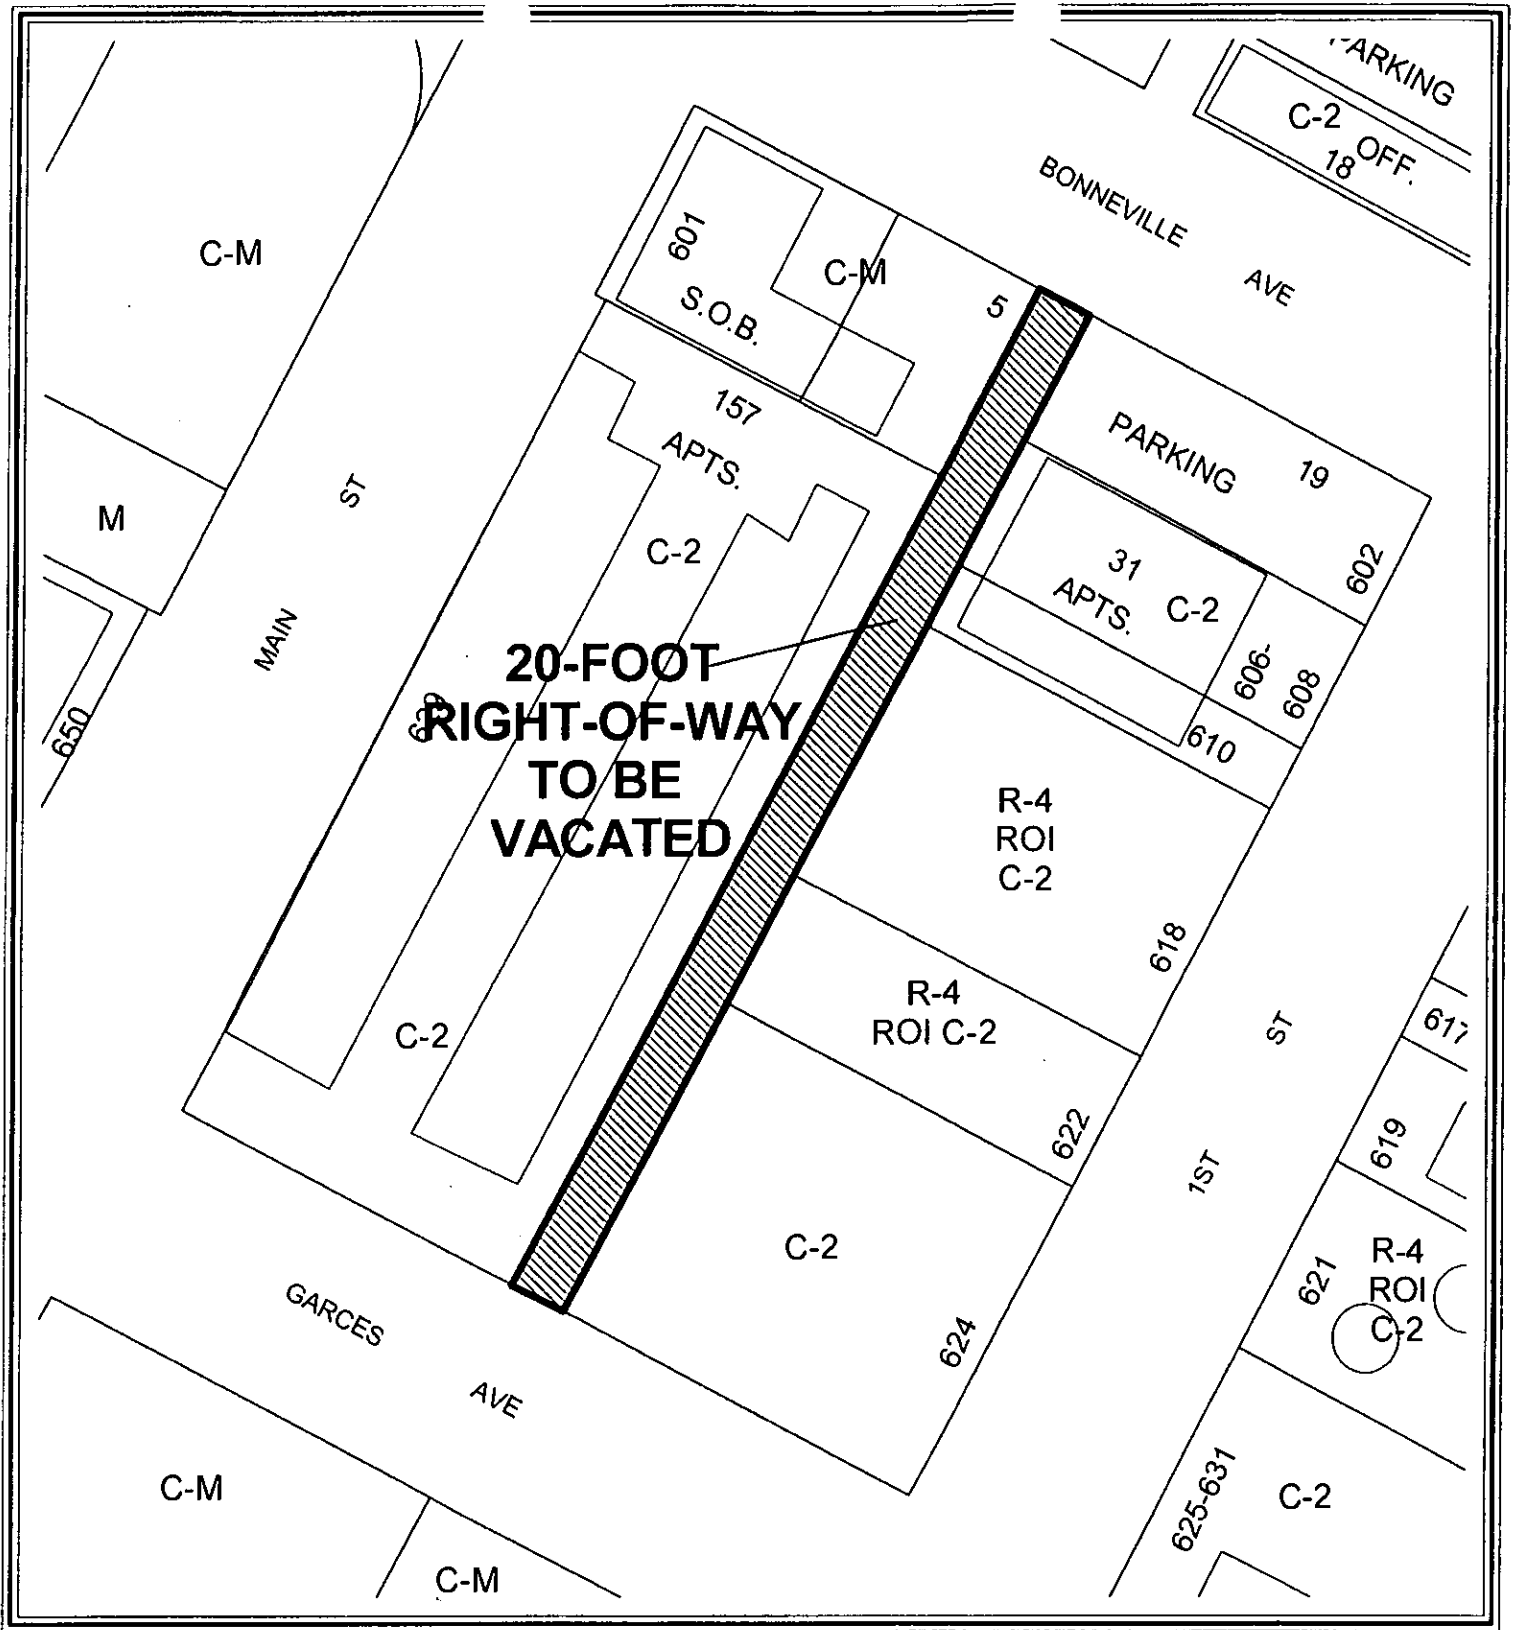 PARKING
C-2
OFF.
18
BONNEVILLE
AVE
C-M
601
S.O.B.
C-M
5
157
APTS.
C-2
PARKING
19
602
31
APTS.
C-2
606-
608
610
M
ST
MAIN
650
20-FOOT
RIGHT-OF-WAY
TO BE
VACATED
R-4
ROI
C-2
618
R-4
ROI C-2
622
C-2
ST
1ST
617
619
621
R-4
ROI
C-2
C-2
624
GARCES
AVE
625-631
C-2
C-M
C-M